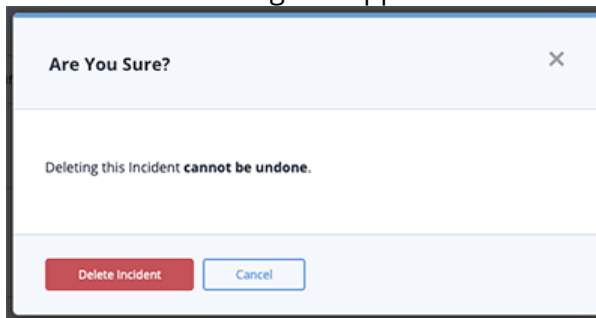 Are You Sure?
Deleting this Incident cannot be undone.
Delete Incident
Cancel